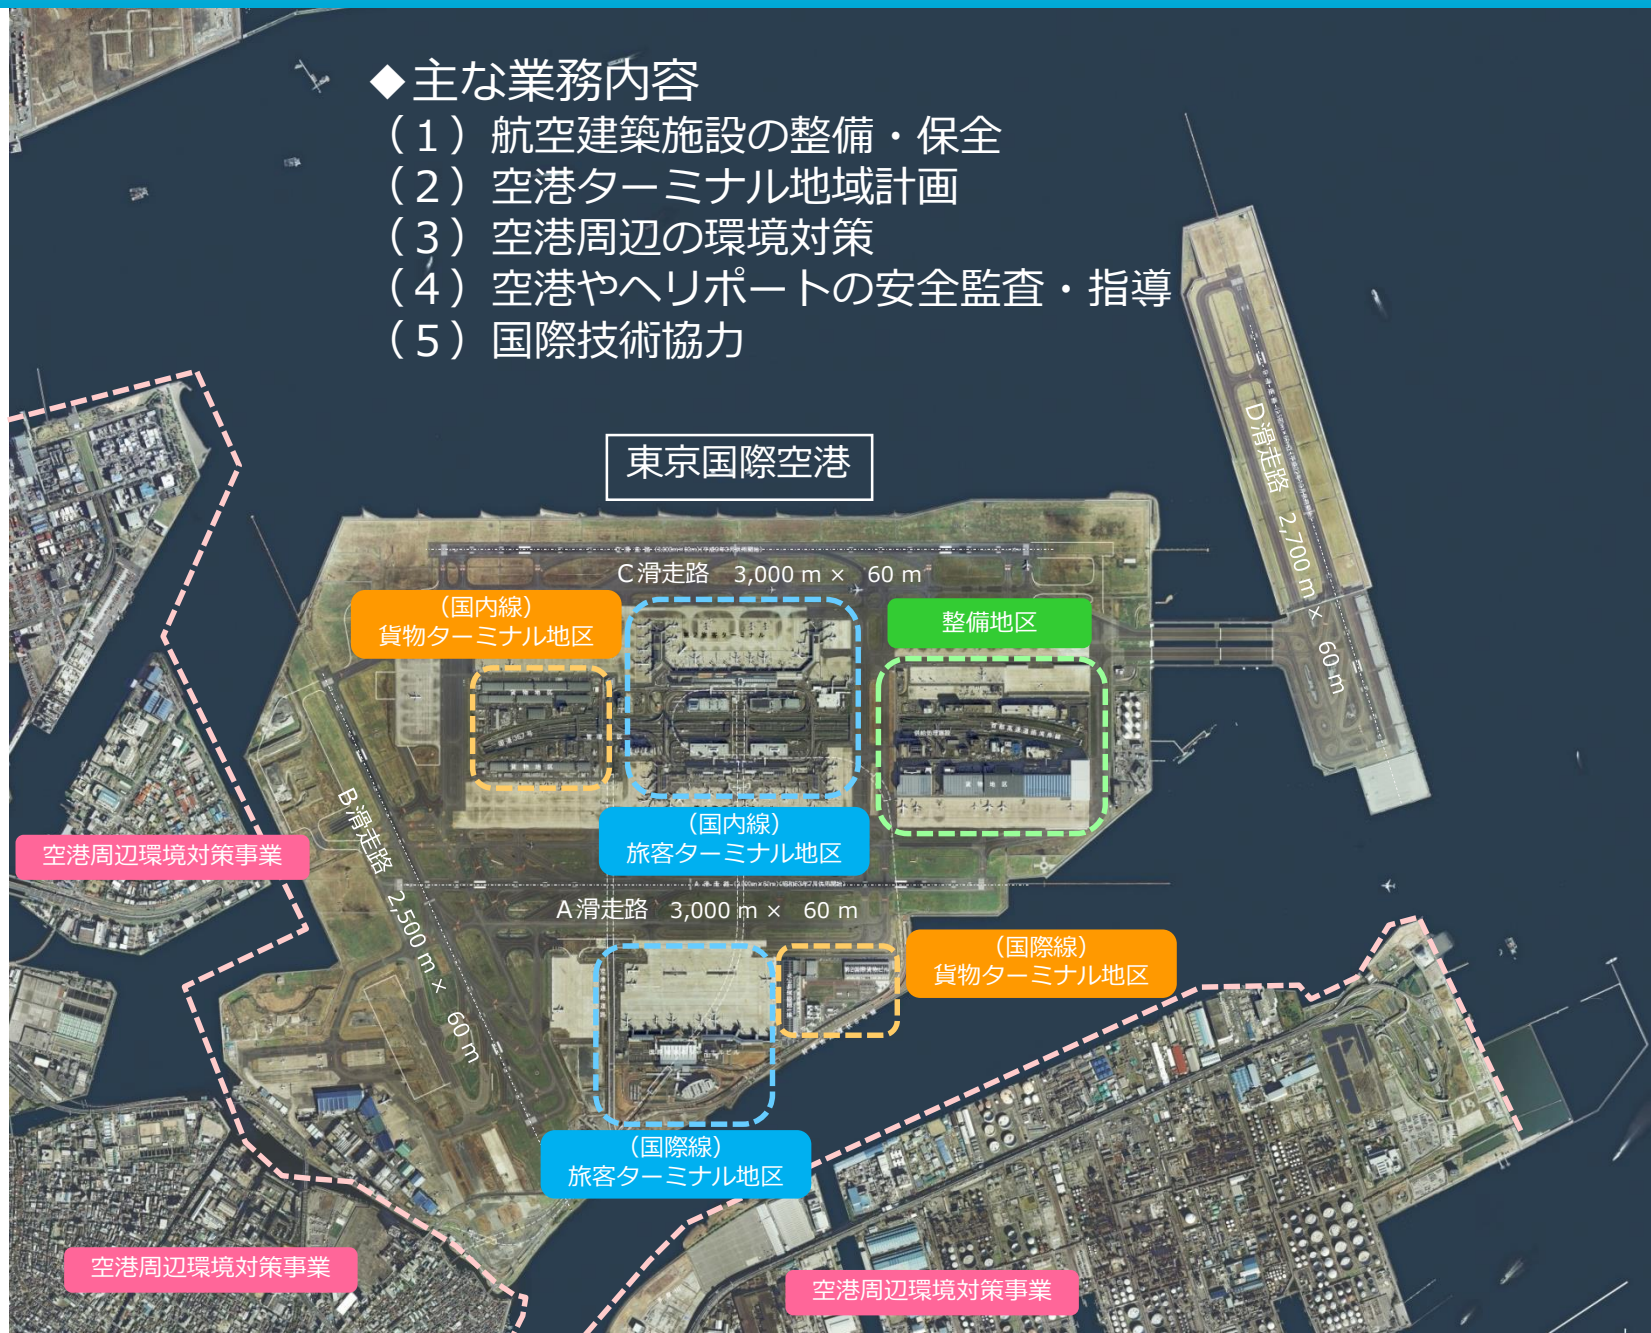 ◆主な業務内容
（１）航空建築施設の整備・保全
（２）空港ターミナル地域計画
（３）空港周辺の環境対策
（４）空港やヘリポートの安全監査・指導
（５）国際技術協力
東京国際空港
C滑走路　3,000 m ×　60 m
D滑走路　2,700 m ×　60 m
（国内線）
貨物ターミナル地区
整備地区
B滑走路　2,500 m ×　60 m
（国内線）
旅客ターミナル地区
空港周辺環境対策事業
A滑走路　3,000 m ×　60 m
（国際線）
貨物ターミナル地区
（国際線）
旅客ターミナル地区
空港周辺環境対策事業
空港周辺環境対策事業